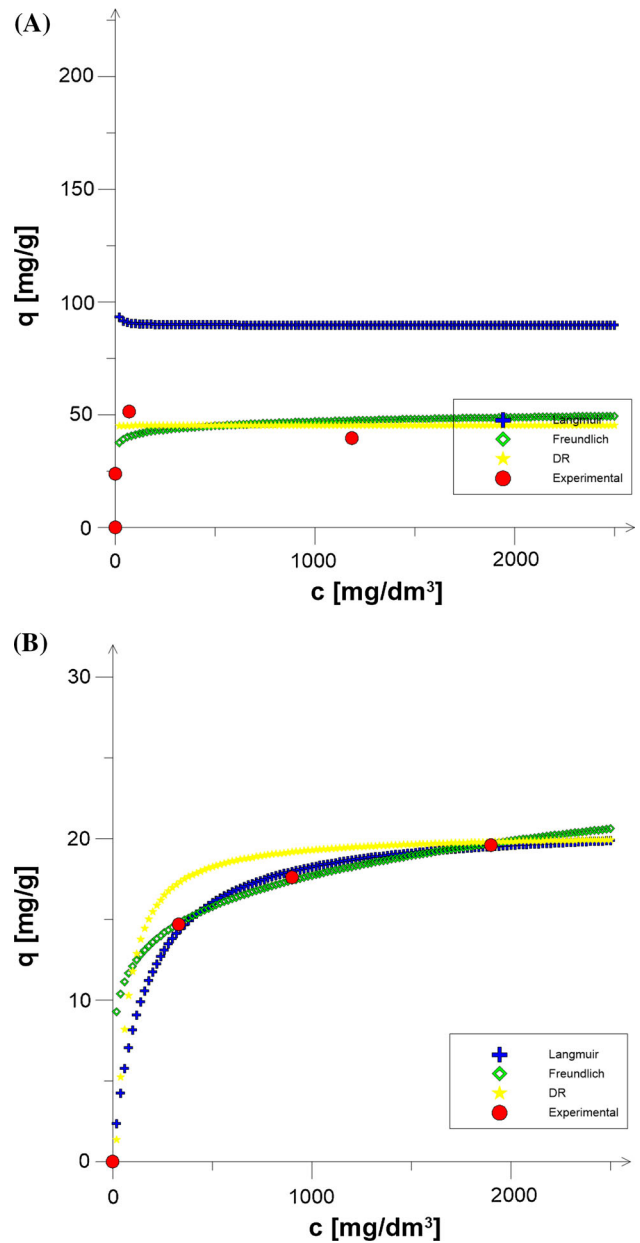 (A)
200
150
100
50
0
q [mg/g]
Langmuir
Freundlich
DR
Experimental
0
1000
2000
c [mg/dm³]
(B)
30
20
10
0
q [mg/g]
Langmuir
Freundlich
DR
Experimental
0
1000
2000
c [mg/dm³]